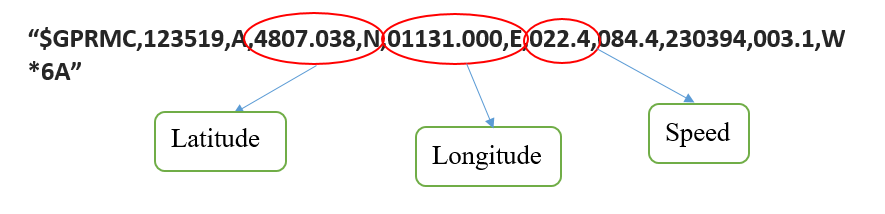 “$GPRMC,123519,A,4807.038,N,01131.000,E,022.4,084.4,230394,003.1,W
*6A”
Latitude
Longitude
Speed